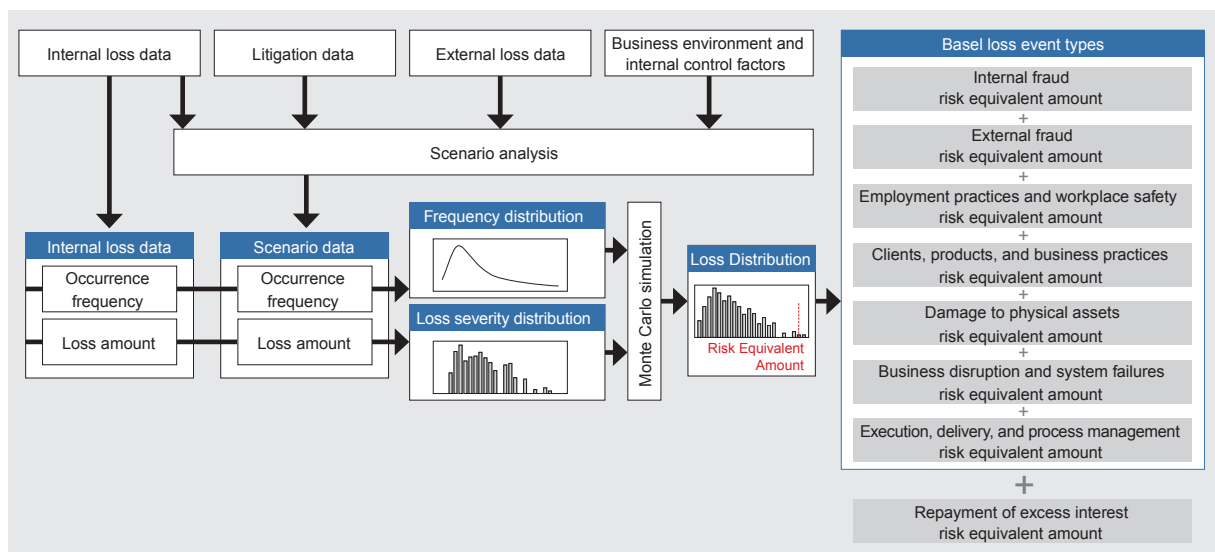 Internal loss data
Litigation data
External loss data
Business environment and
internal control factors
Scenario analysis
Internal loss data
Occurrence
frequency
Loss amount
Scenario data
Occurrence
frequency
Loss amount
Frequency distribution
Loss severity distribution
Monte Carlo simulation
Loss Distribution
Risk Equivalent
Amount
Basel loss event types
Internal fraud
risk equivalent amount
+
External fraud
risk equivalent amount
+
Employment practices and workplace safety
risk equivalent amount
+
Clients, products, and business practices
risk equivalent amount
+
Damage to physical assets
risk equivalent amount
+
Business disruption and system failures
risk equivalent amount
+
Execution, delivery, and process management
risk equivalent amount
+
Repayment of excess interest
risk equivalent amount